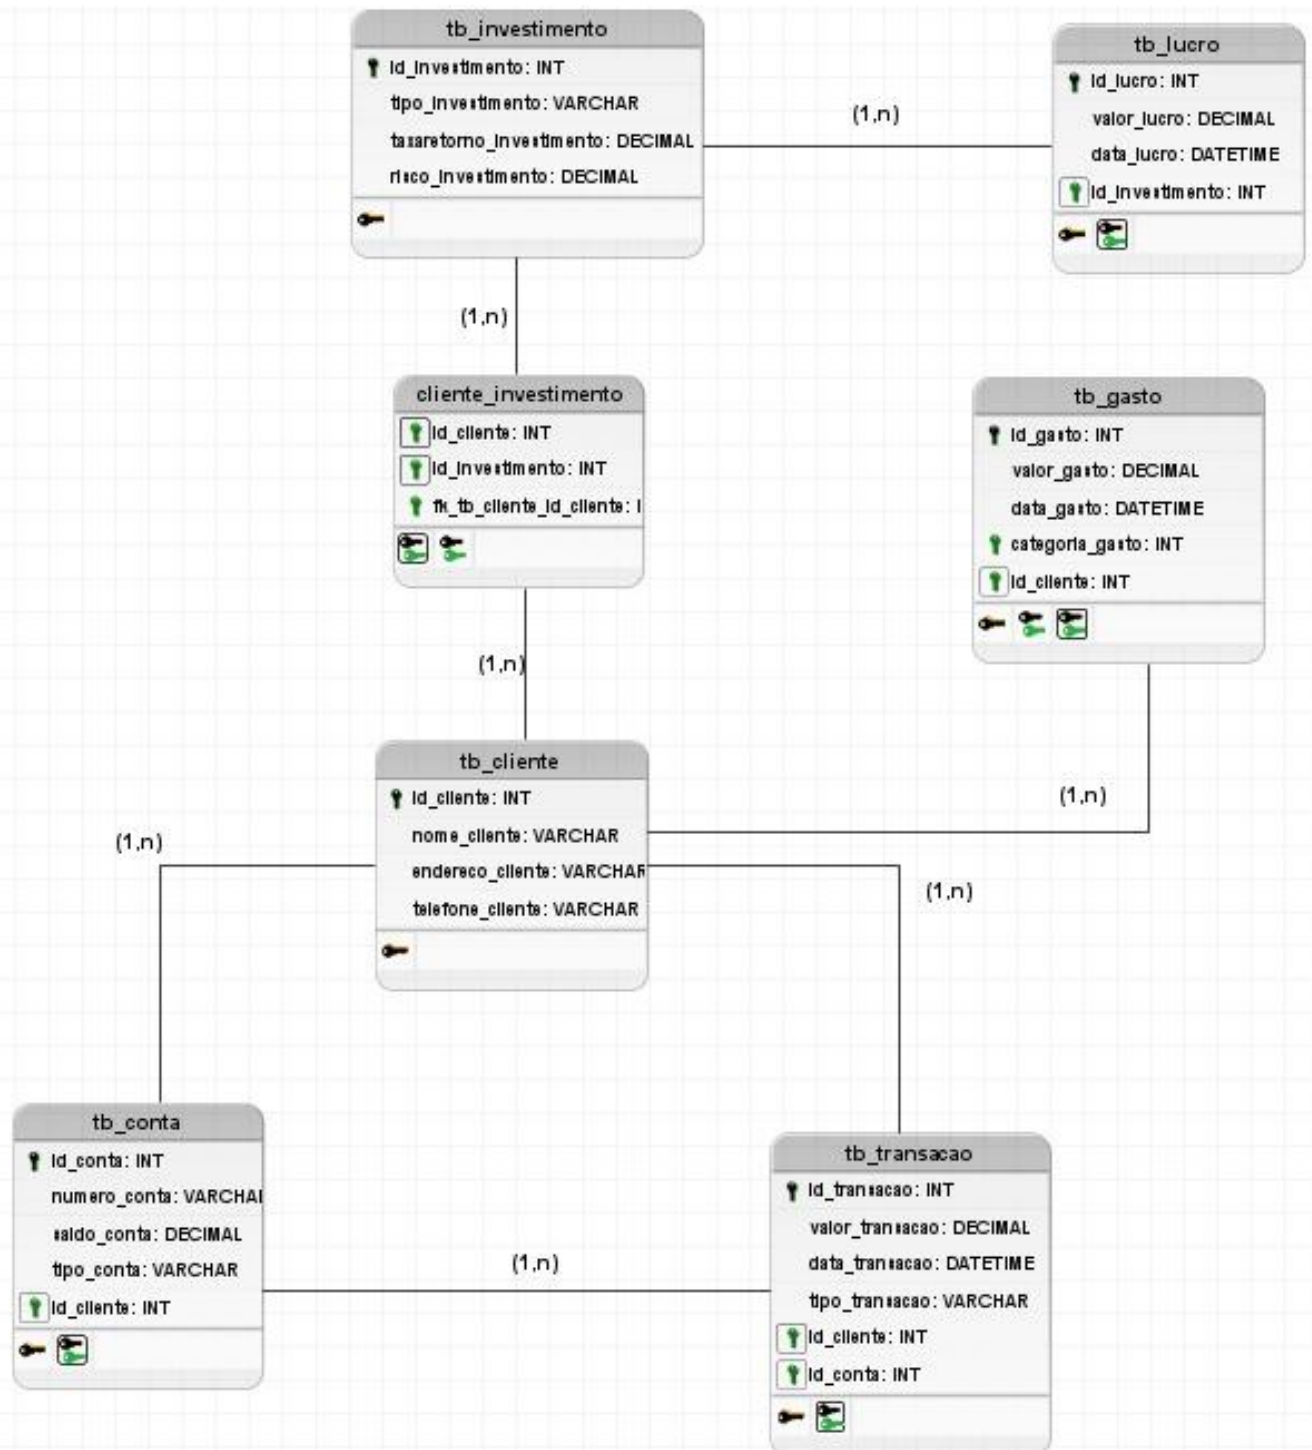 tb_investimento
id_investimento: INT
tipo_investimento: VARCHAR
taxaretorno_investimento: DECIMAL
risco_investimento: DECIMAL
(1,n)
tb_lucro
id_lucro: INT
valor_lucro: DECIMAL
data_lucro: DATETIME
id_investimento: INT
(1,n)
cliente_investimento
id_cliente: INT
id_investimento: INT
fk_tb_cliente_id_cliente: I
tb_gasto
id_gasto: INT
valor_gasto: DECIMAL
data_gasto: DATETIME
categoria_gasto: INT
id_cliente: INT
(1,n)
tb_cliente
id_cliente: INT
nome_cliente: VARCHAR
endereco_cliente: VARCHAR
telefone_cliente: VARCHAR
(1,n)
(1,n)
(1,n)
tb_conta
id_conta: INT
numero_conta: VARCHAI
saldo_conta: DECIMAL
tipo_conta: VARCHAR
id_cliente: INT
(1,n)
tb_transacao
id_transacao: INT
valor_transacao: DECIMAL
data_transacao: DATETIME
tipo_transacao: VARCHAR
id_cliente: INT
id_conta: INT